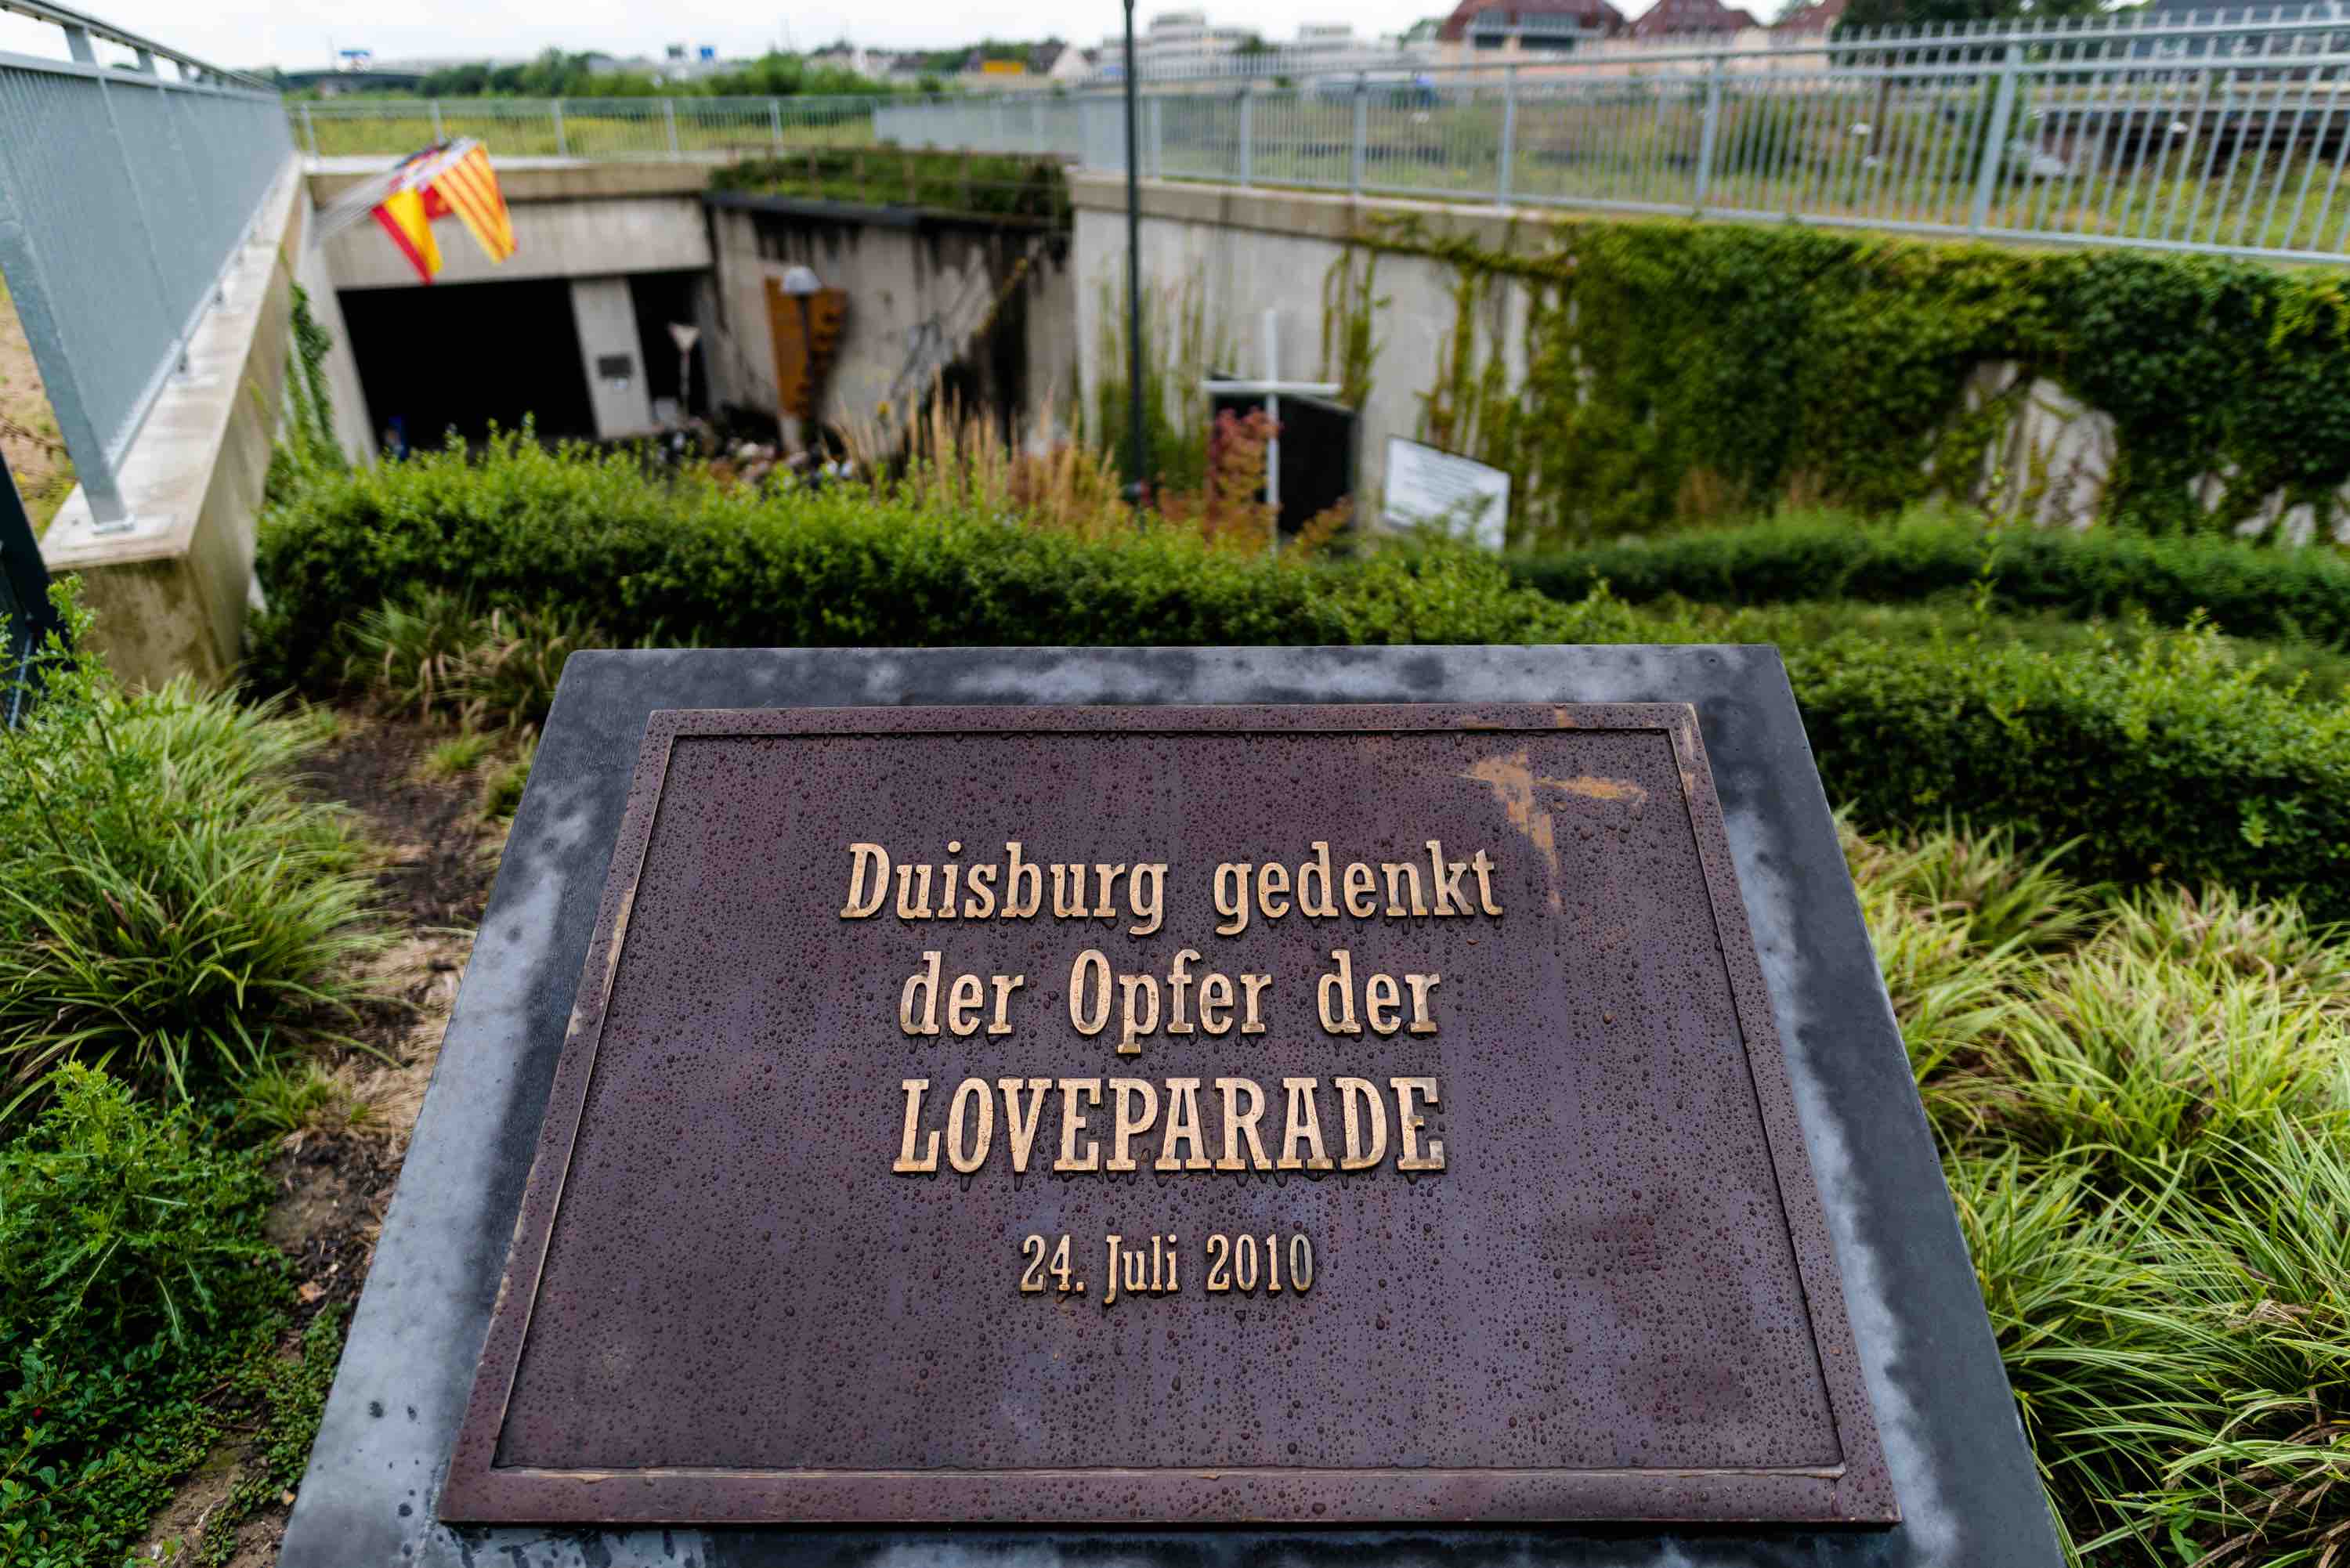 Duisburg gedenkt
der Opfer der
LOVEPARADE
24. Juli 2010